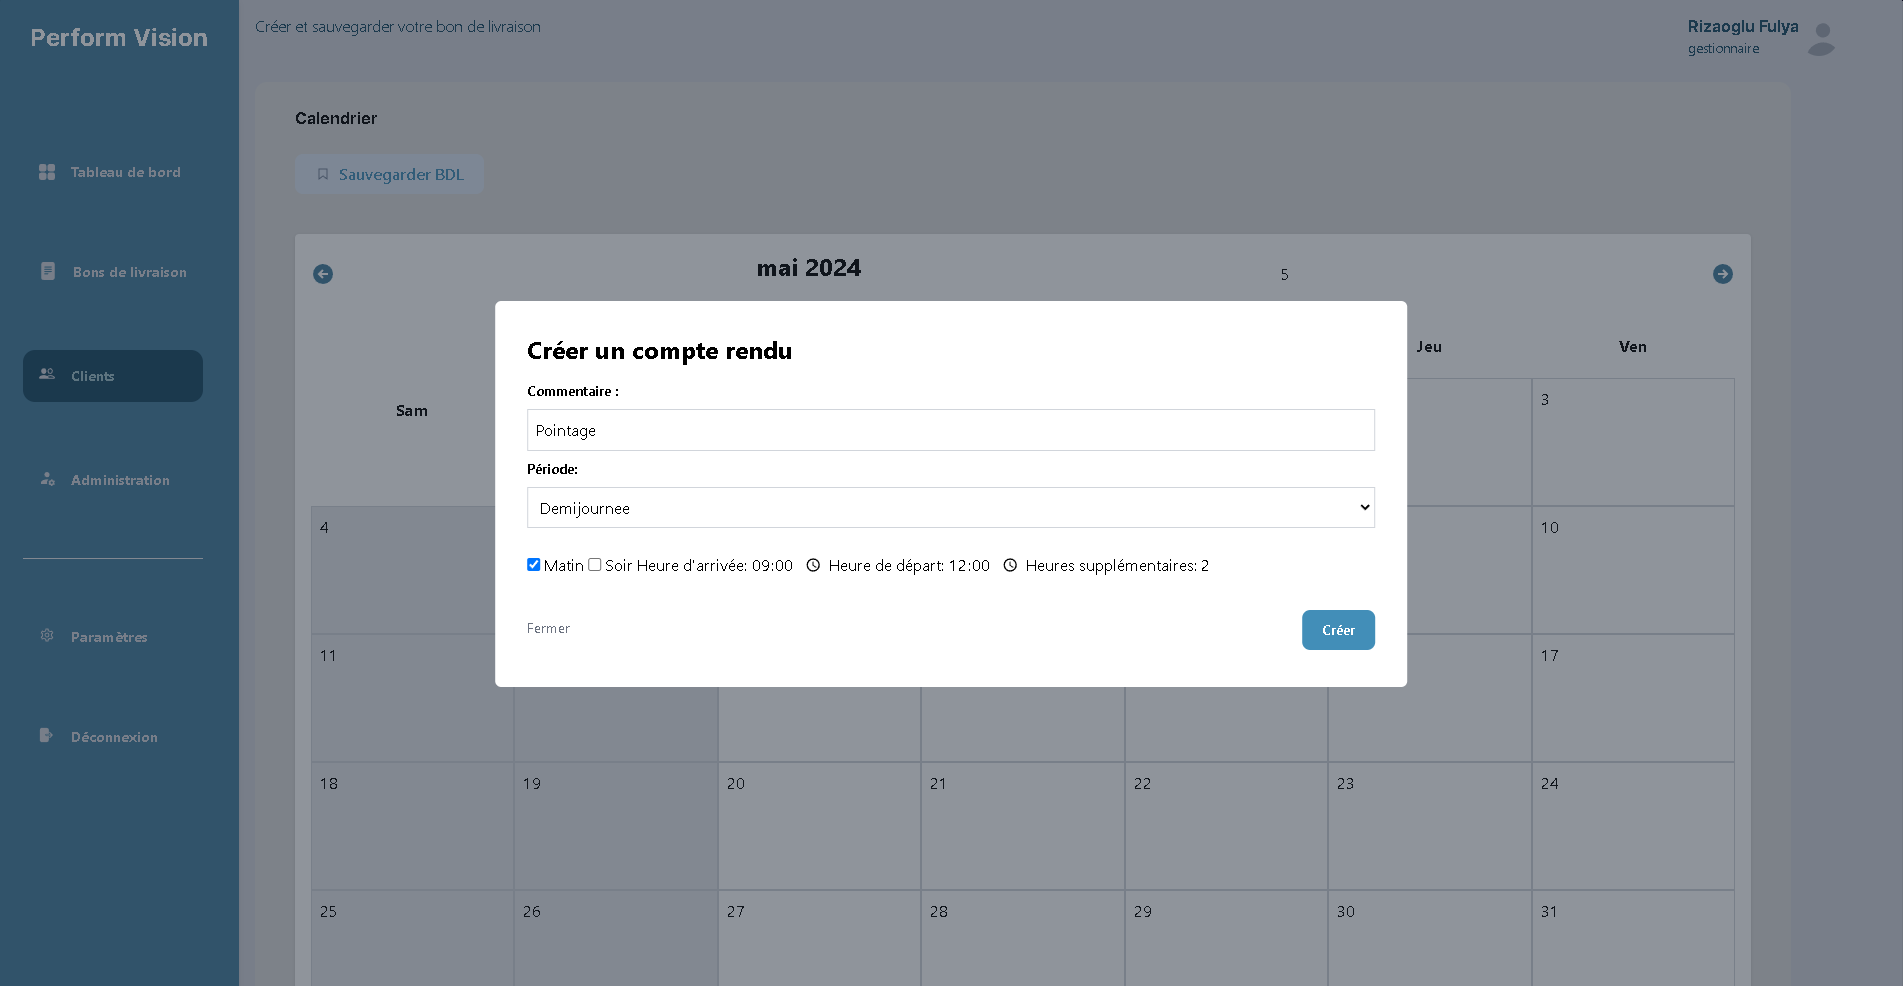 Perform Vision
Créer et sauvegarder votre bon de livraison
Rizaoglu Fulya
gestionnaire
Tableau de bord
Bons de livraison
Clients
Administration
Paramètres
Déconnexion
Calendrier
Sauvegarder BDL
mai 2024
5
Sam
Jeu
Ven
3
4
10
11
17
18
19
20
21
22
23
24
25
26
27
28
29
30
31
Créer un compte rendu
Commentaire :
Pointage
Période:
Demijournee
Matin Soir Heure d'arrivée: 09:00 Heure de départ: 12:00 Heures supplémentaires: 2
Fermer
Créer